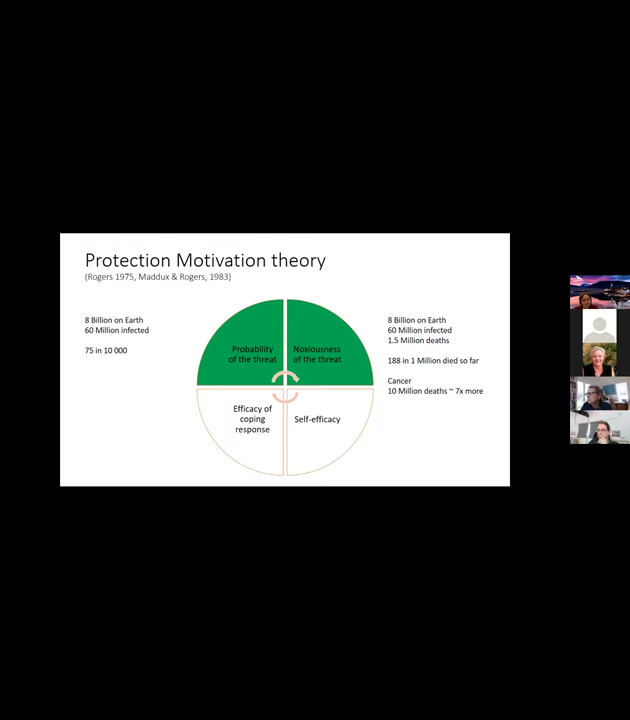 Protection Motivation theory
(Rogers 1975, Maddux & Rogers, 1983)
8 Billion on Earth
60 Million infected
75 in 10 000
Probability
of the threat
Noxiousness
of the threat
Efficacy of
coping
response
Self-efficacy
8 Billion on Earth
60 Million infected
1.5 Million deaths
188 in 1 Million died so far
Cancer
10 Million deaths ~ 7x more